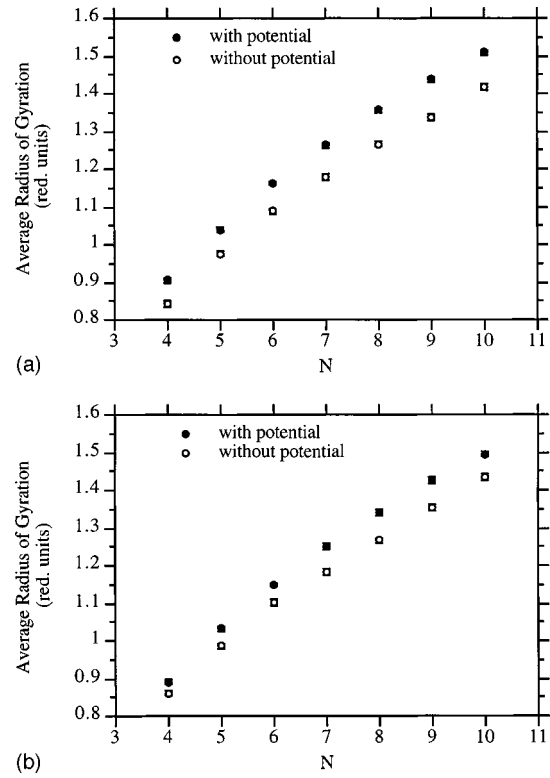 1.6
with potential
1.5
without potential
1.4
1.3
1.2
1.1
1
0.9
0.8
Average Radius of Gyration
(red. units)
3 4 5 6 7 8 9 10 11
(a)
N
1.6
with potential
1.5
without potential
1.4
1.3
1.2
1.1
1
0.9
0.8
Average Radius of Gyration
(red. units)
3 4 5 6 7 8 9 10 11
(b)
N